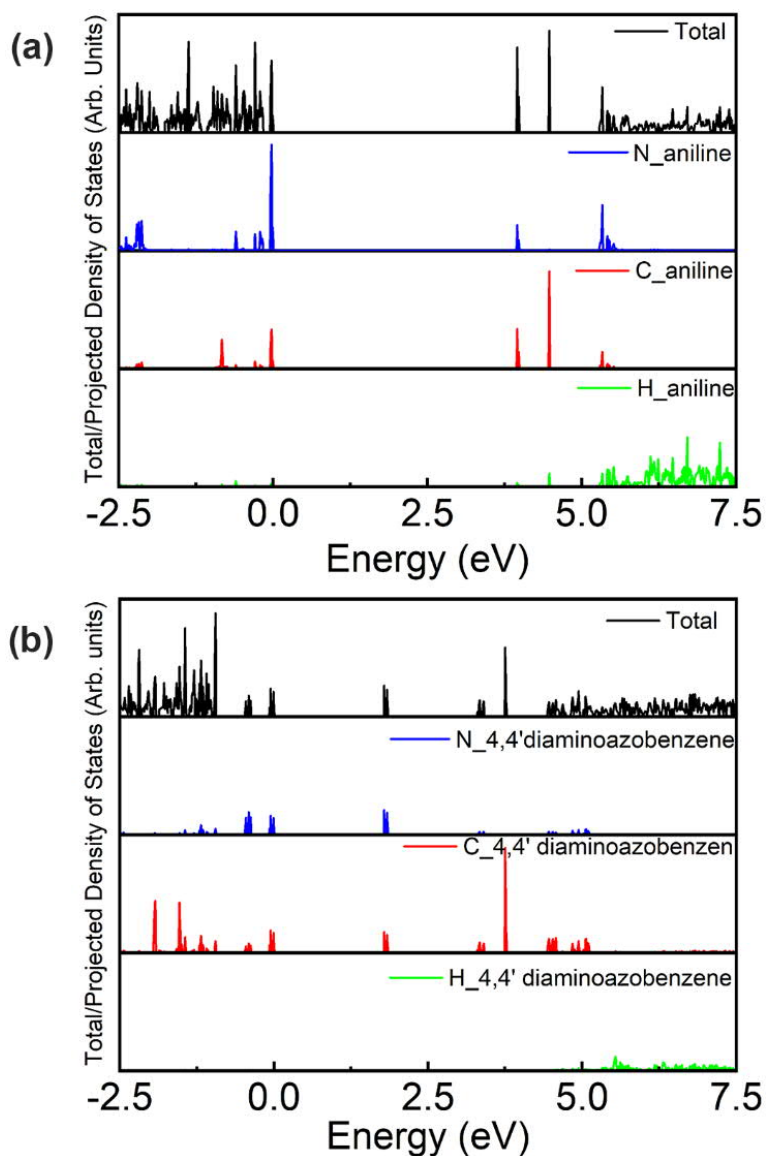 (a)
Total/Projected Density of States (Arb. Units)
Total
N_aniline
C_aniline
H_aniline
-2.5 0.0 2.5 5.0 7.5
Energy (eV)
(b)
Total/Projected Density of States (Arb. units)
Total
N_4,4'diaminoazobenzene
C_4,4' diaminoazobenzen
H_4,4' diaminoazobenzene
-2.5 0.0 2.5 5.0 7.5
Energy (eV)